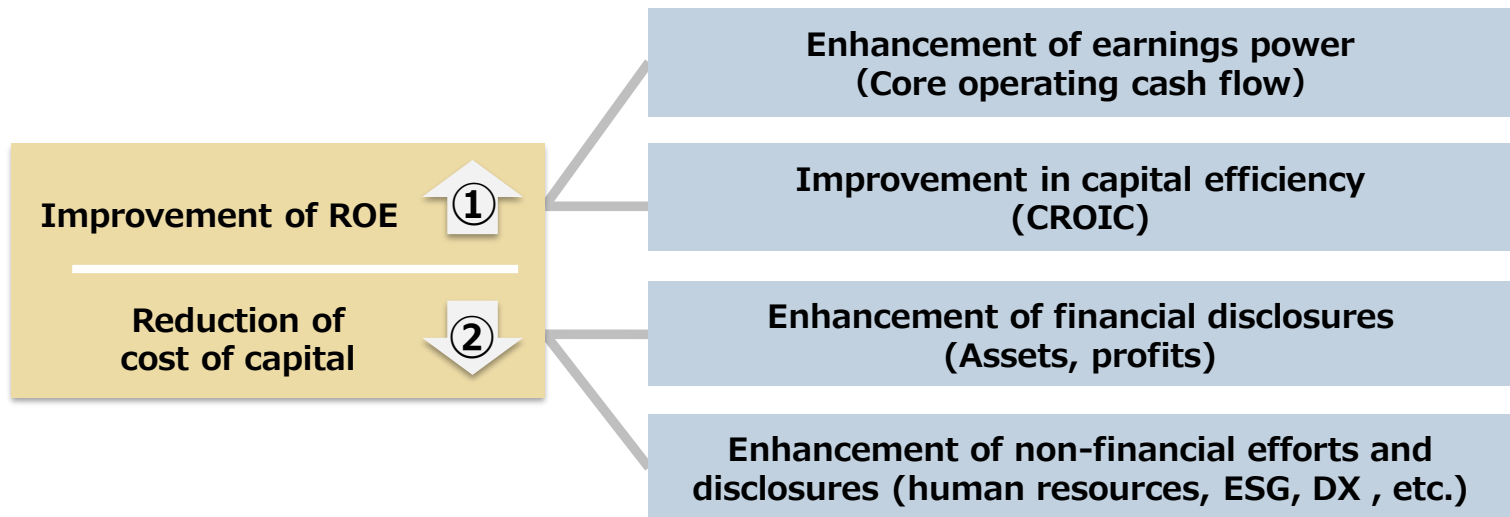 Improvement of ROE
①
Reduction of
cost of capital
②
Enhancement of earnings power
（Core operating cash flow）
Improvement in capital efficiency
(CROIC)
Enhancement of financial disclosures
(Assets, profits)
Enhancement of non-financial efforts and
disclosures (human resources, ESG, DX , etc.)